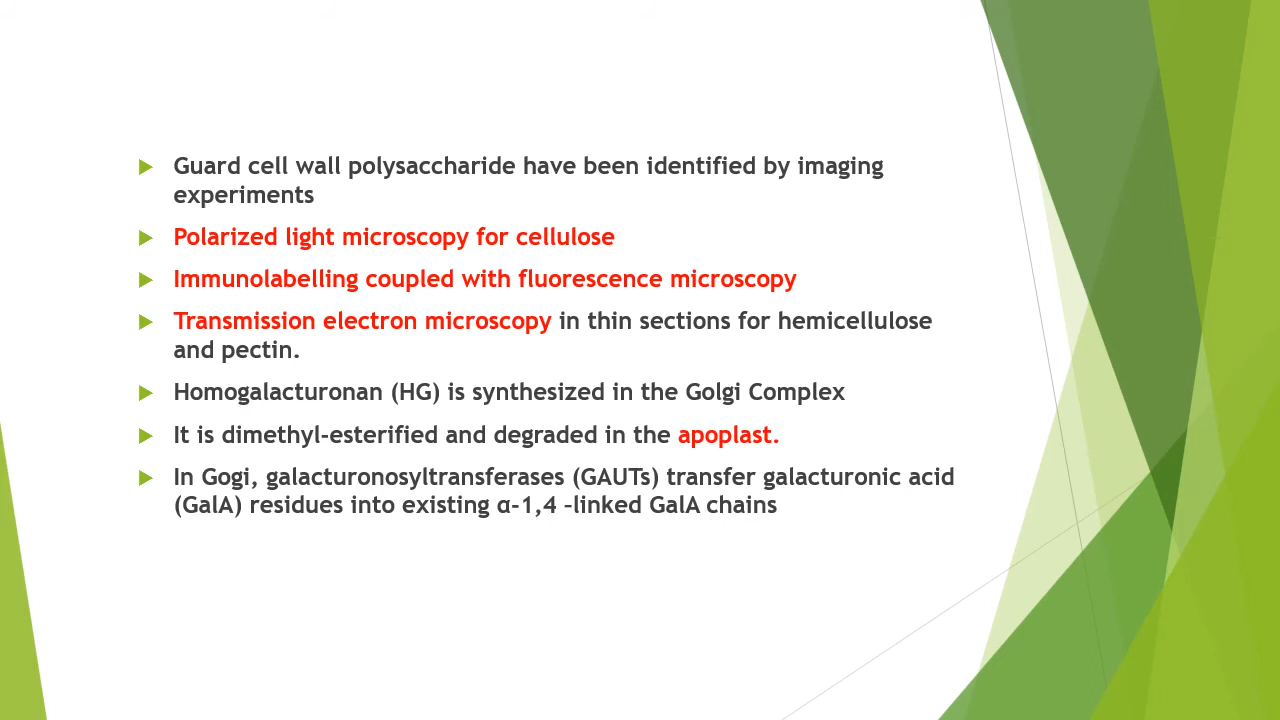 Guard cell wall polysaccharide have been identified by imaging
experiments
Polarized light microscopy for cellulose
Immunolabelling coupled with fluorescence microscopy
Transmission electron microscopy in thin sections for hemicellulose
and pectin.
Homogalacturonan (HG) is synthesized in the Golgi Complex
It is dimethyl-esterified and degraded in the apoplast.
In Gogi, galacturonosyltransferases (GAUTs) transfer galacturonic acid
(GalA) residues into existing α-1,4 –linked GalA chains